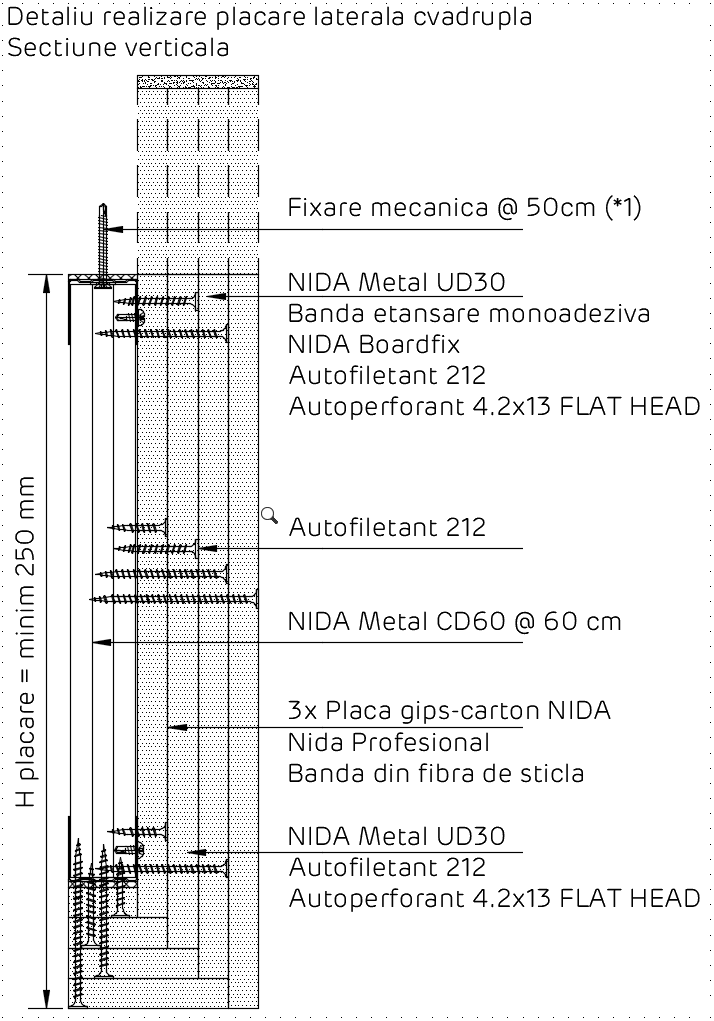 Detaliu realizare placare laterala cvadrupla
Sectiune verticala
Fixare mecanica @ 50cm (*1)
NIDA Metal UD30
Banda etansare monoadeziva
NIDA Boardfix
Autofiletant 212
Autoperforant 4.2x13 FLAT HEAD
Autofiletant 212
NIDA Metal CD60 @ 60 cm
3x Placa gips-carton NIDA
Nida Profesional
Banda din fibra de sticla
NIDA Metal UD30
Autofiletant 212
Autoperforant 4.2x13 FLAT HEAD
H placare = minim 250 mm